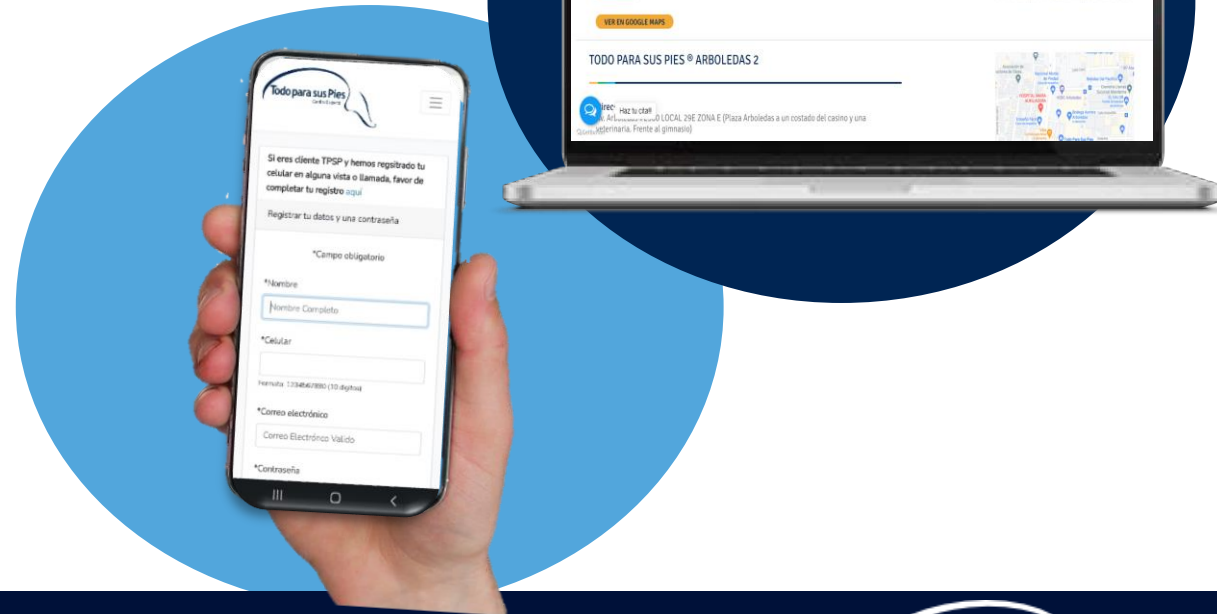 VER EN GOOGLE MAPS
TODO PARA SUS PIES ® ARBOLEDAS 2
Haz tu cita!!
LOCAL 29E ZONA E (Plaza Arboledas a un costado del casino y una
veterinaria. Frente al gimnasio)
Todo para sus Pies
Si eres cliente TPSP y hemos regsitrado tu
celular en alguna vista o llamada, favor de
completar tu registro aquí
Registrar tu datos y una contraseña
*Campo obligatorio
*Nombre
Nombre Completo
*Celular
Formato: 1234567890 (10 digitos)
*Correo electrónico
Correo Electrónco Valido
*Contraseña